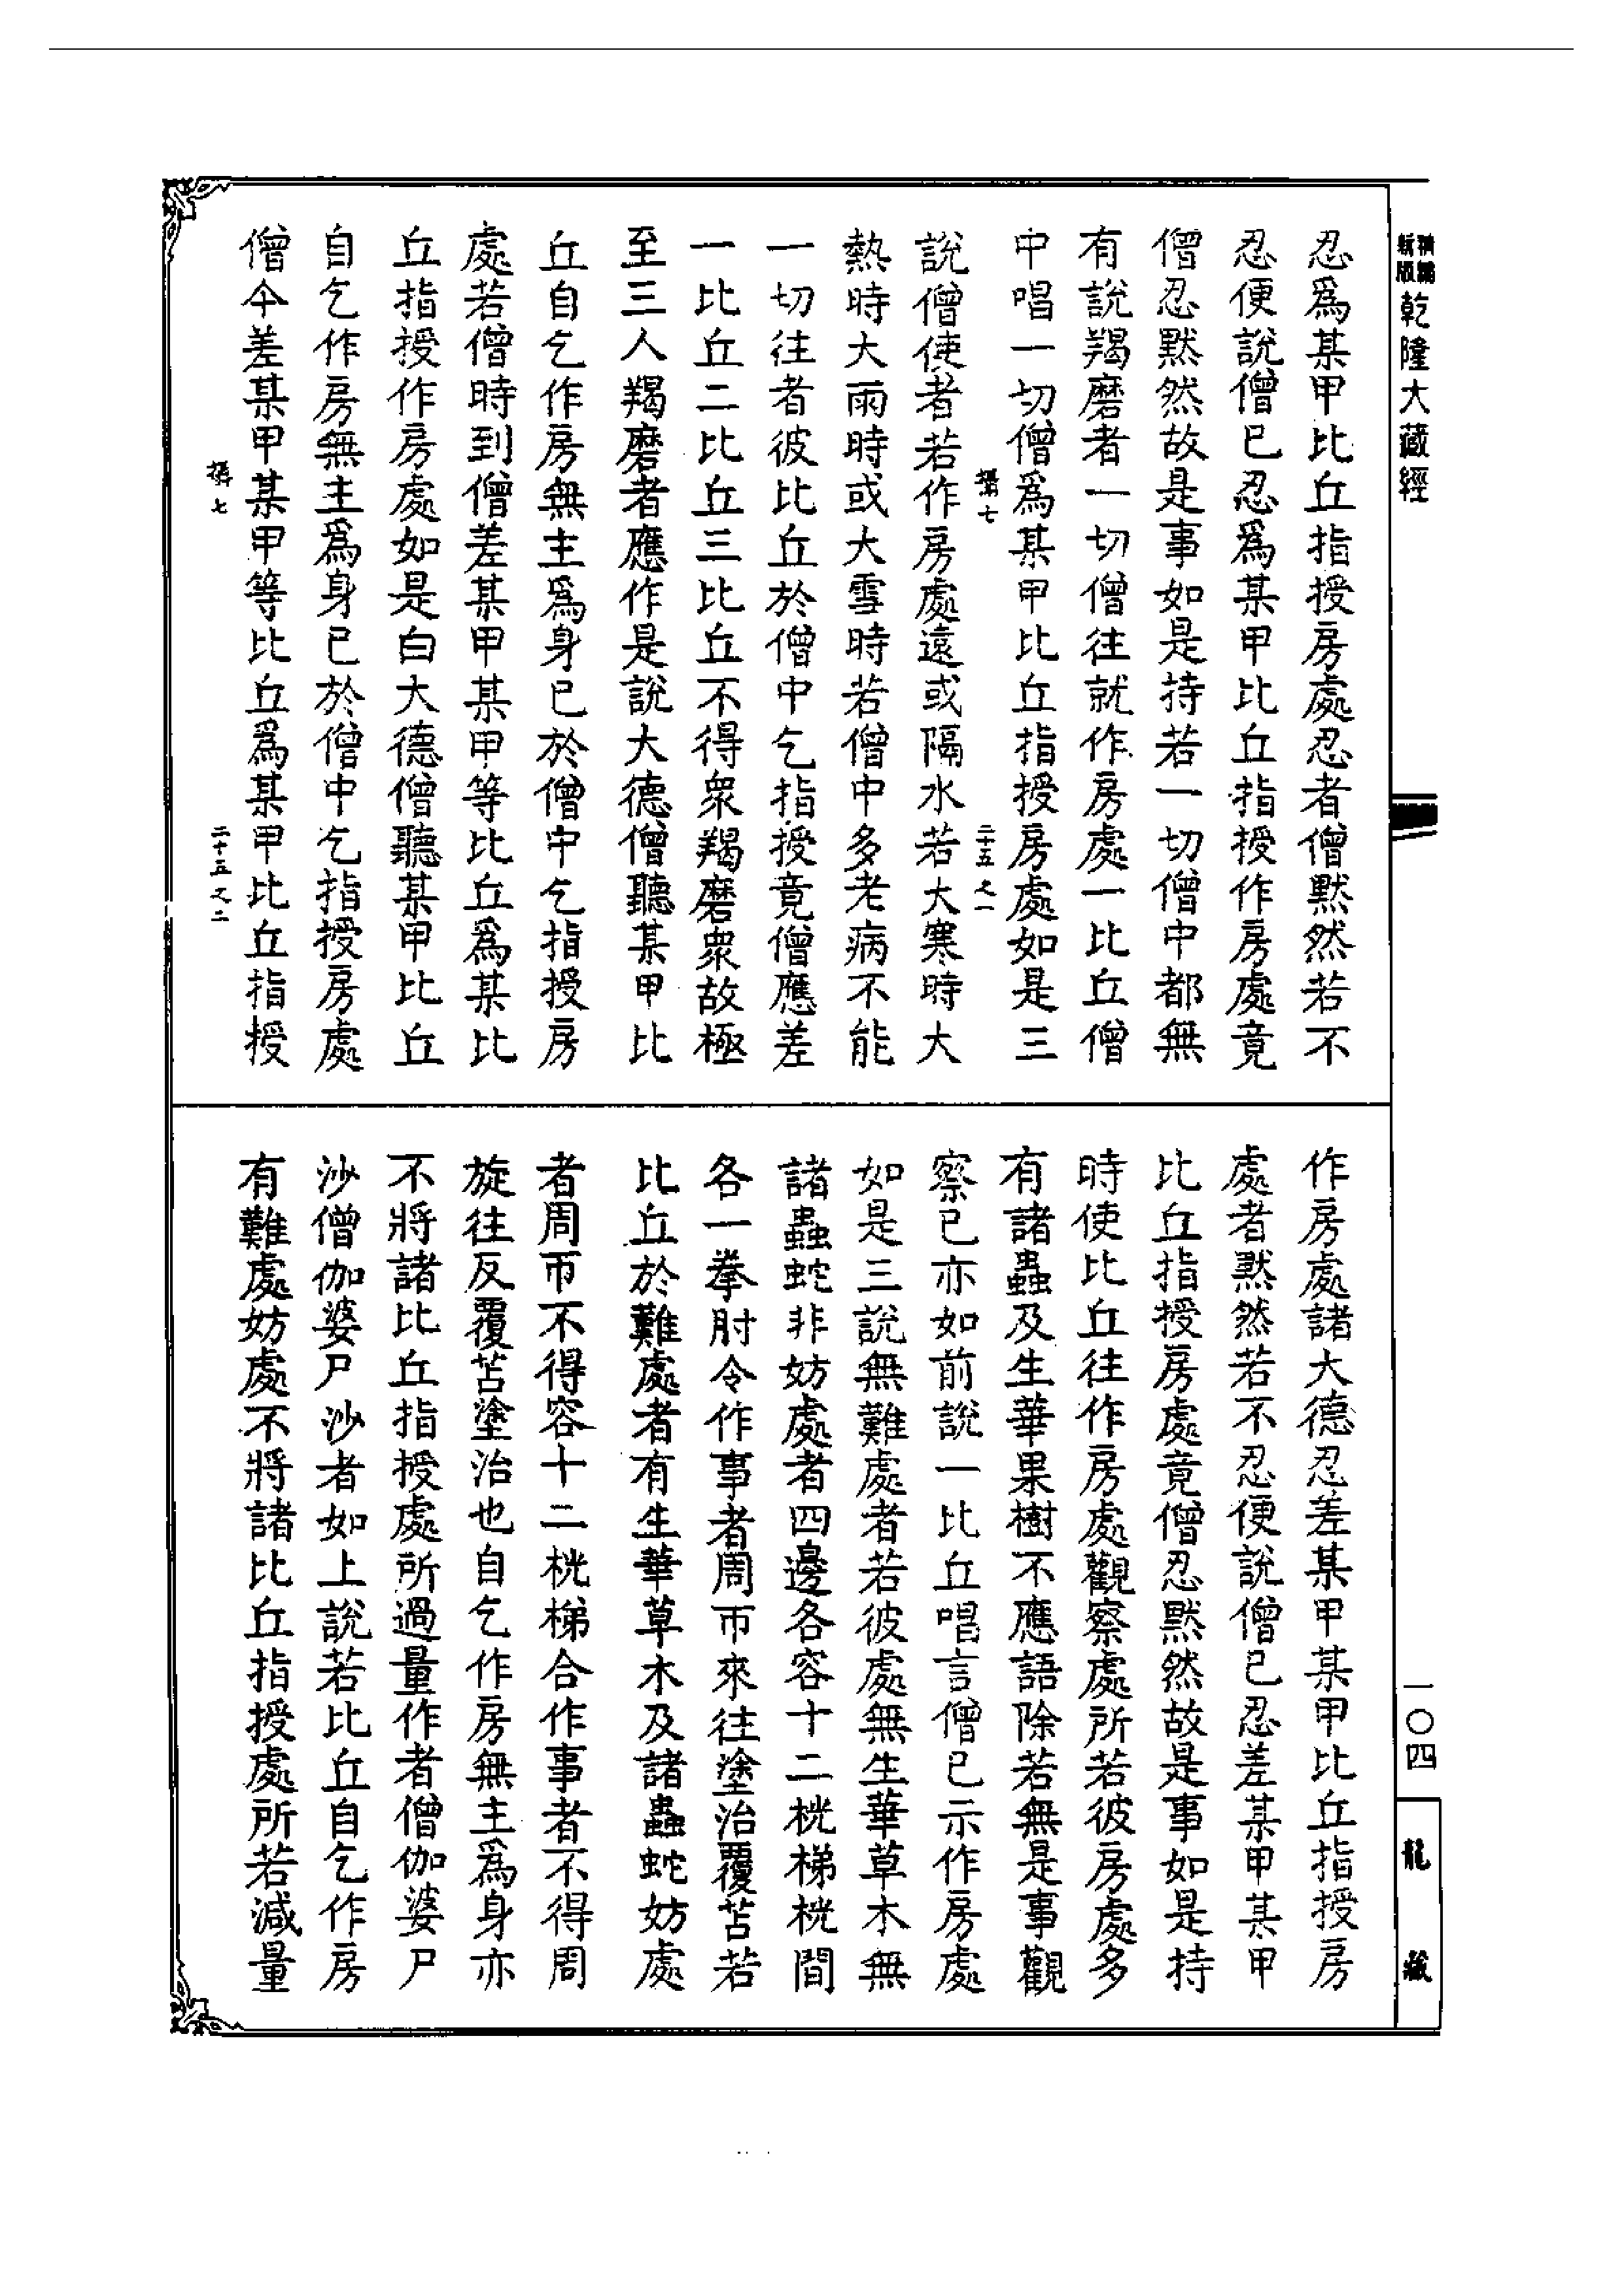 精編
新版
乾隆大藏經
忍爲某甲比丘指授房處忍者僧默然若不
忍便說僧已忍爲某甲比丘指授作房處竟
僧忍默然故是事如是持若一切僧中都無
有說羯磨者一切僧往就作房處一比丘僧
中唱一切僧爲某甲比丘指授房處如是三
二十五之一
說僧使者若作房處遠或隔水若大寒時大
熱時大雨時或大雪時若僧中多老病不能
一切往者彼比丘於僧中乞指授竟僧應差
一比丘二比丘三比丘不得衆羯磨衆故極
至三人羯磨者應作是說大德僧聽某甲比
丘自乞作房無主爲身已於僧中乞指授房
處若僧時到僧差某甲某甲等比丘爲某比
丘指授作房處如是白大德僧聽某甲比丘
自乞作房無主爲身已於僧中乞指授房處
僧今差某甲某甲等比丘爲某甲比丘指授
二十五之二
作房處諸大德忍差某甲某甲比丘指授房
處者默然若不忍便說僧已忍差某甲某甲
比丘指授房處竟僧忍默然故是事如是持
時使比丘往作房處觀察處所若彼房處多
有諸蟲及生華果樹不應語除若無是事觀
察已亦如前說一比丘唱言僧已示作房處
如是三說無難處者若彼處無生華草木無
諸蟲蛇非妨處者四邊各容十二桄梯桄間
各一拳肘令作事者周帀來往塗治覆苫若
比丘於難處者有生華草木及諸蟲蛇妨處
者周帀不得容十二桄梯合作事者不得周
旋往反覆苫塗治也自乞作房無主爲身亦
不將諸比丘指授處所過量作者僧伽婆尸
沙僧伽婆尸沙者如上說若比丘自乞作房
有難處妨處不將諸比丘指授處所若減量
一〇四
龍藏